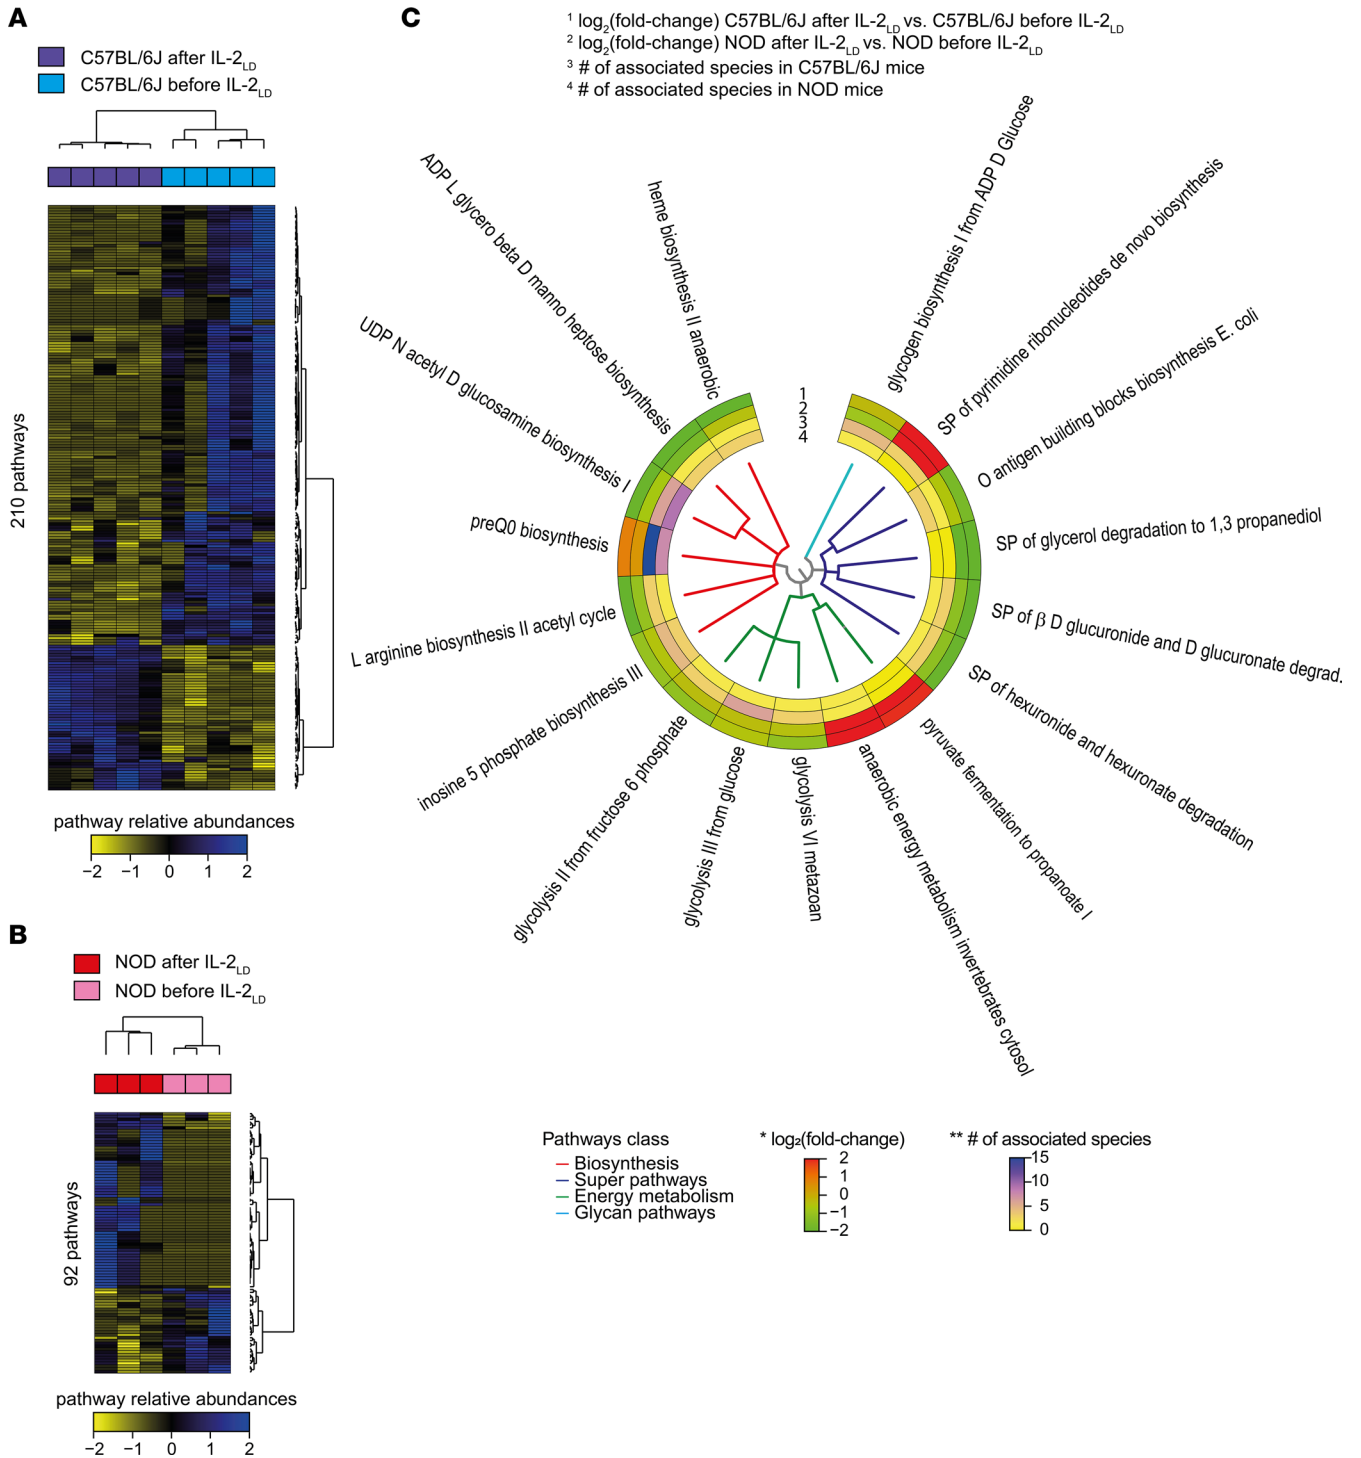 A
C57BL/6J after IL-2LD
C57BL/6J before IL-2LD
210 pathways
pathway relative abundances
−2 −1 0 1 2
B
NOD after IL-2LD
NOD before IL-2LD
92 pathways
pathway relative abundances
−2 −1 0 1 2
C
1 log2(fold-change) C57BL/6J after IL-2LD vs. C57BL/6J before IL-2LD
2 log2(fold-change) NOD after IL-2LD vs. NOD before IL-2LD
3 # of associated species in C57BL/6J mice
4 # of associated species in NOD mice
1
2
3
4
glycogen biosynthesis I from ADP D Glucose
SP of pyrimidine ribonucleotides de novo biosynthesis
O antigen building blocks biosynthesis E. coli
SP of glycerol degradation to 1,3 propanediol
SP of β D glucuronide and D glucuronate degrad.
SP of hexuronide and hexuronate degradation
pyruvate fermentation to propanoate I
anaerobic energy metabolism invertebrates cytosol
glycolysis VI metazoan
glycolysis III from glucose
glycolysis II from fructose 6 phosphate
inosine 5 phosphate biosynthesis III
L arginine biosynthesis II acetyl cycle
preQ0 biosynthesis
UDP N acetyl D glucosamine biosynthesis I
ADP L glycero beta D manno heptose biosynthesis
heme biosynthesis II anaerobic
Pathways class
Biosynthesis
Super pathways
Energy metabolism
Glycan pathways
* log2(fold-change)
2
1
0
−1
−2
** # of associated species
15
10
5
0